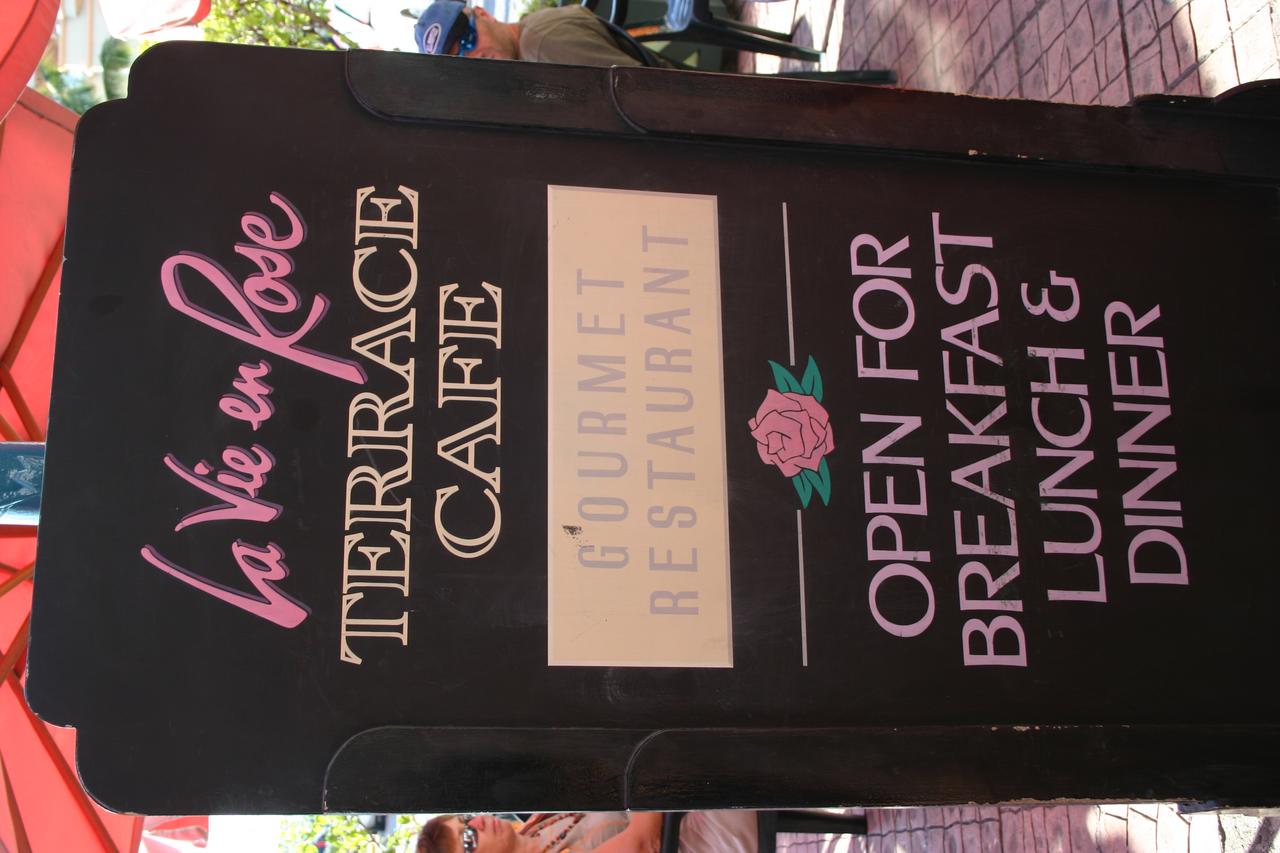 La Vie en Rose
TERRACE
CAFE
GOURMET
RESTAURANT
OPEN FOR
BREAKFAST
LUNCH &
DINNER